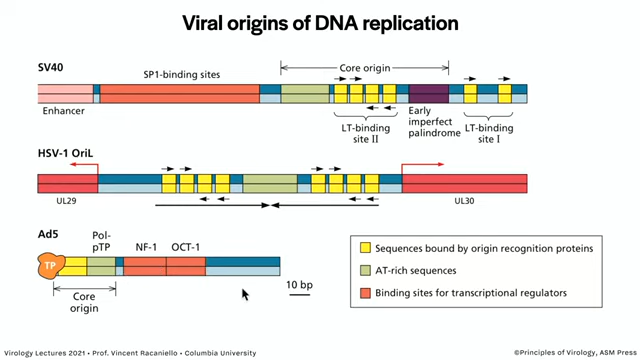 Viral origins of DNA replication
SV40
SP1-binding sites
Core origin
Enhancer
LT-binding
site II
Early
imperfect
palindrome
LT-binding
site I
HSV-1 OriL
UL29
UL30
Ad5
Pol-
pTP
NF-1
OCT-1
TP
Core
origin
10 bp
Sequences bound by origin recognition proteins
AT-rich sequences
Binding sites for transcriptional regulators
Virology Lectures 2021 • Prof. Vincent Racaniello • Columbia University
©Principles of Virology, ASM Press